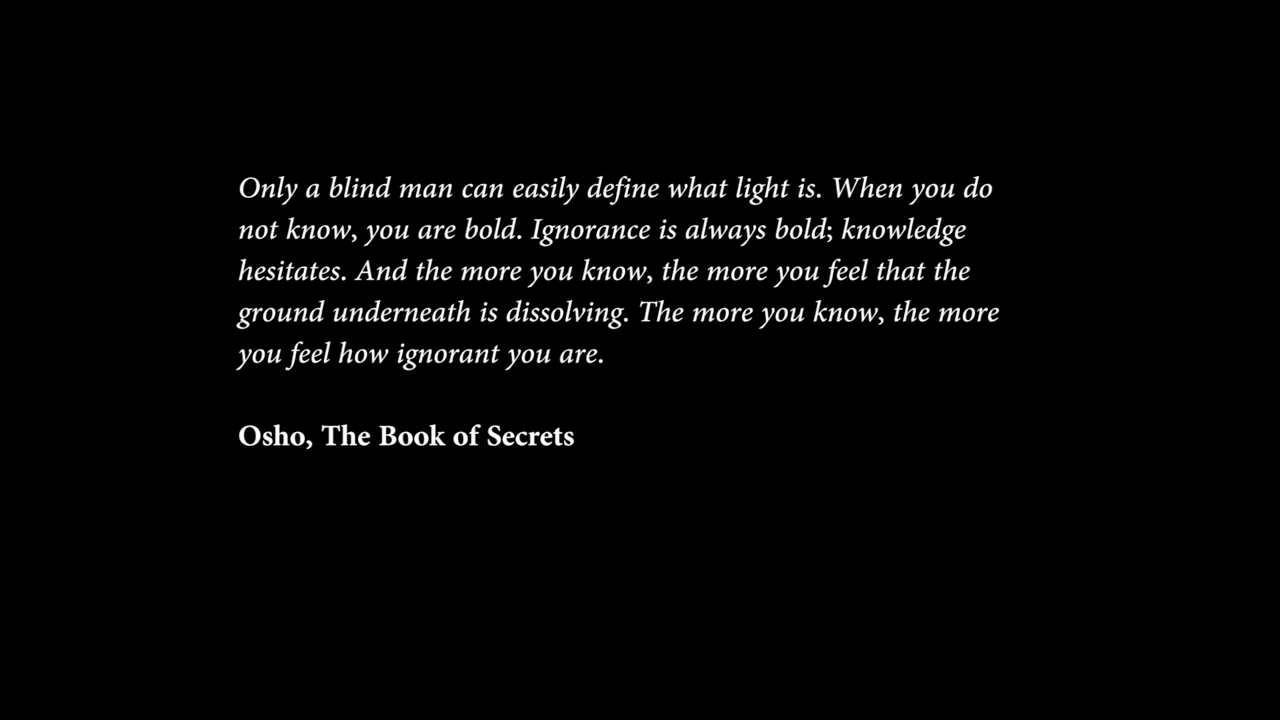 Only a blind man can easily define what light is. When you do
not know, you are bold. Ignorance is always bold; knowledge
hesitates. And the more you know, the more you feel that the
ground underneath is dissolving. The more you know, the more
you feel how ignorant you are.
Osho, The Book of Secrets